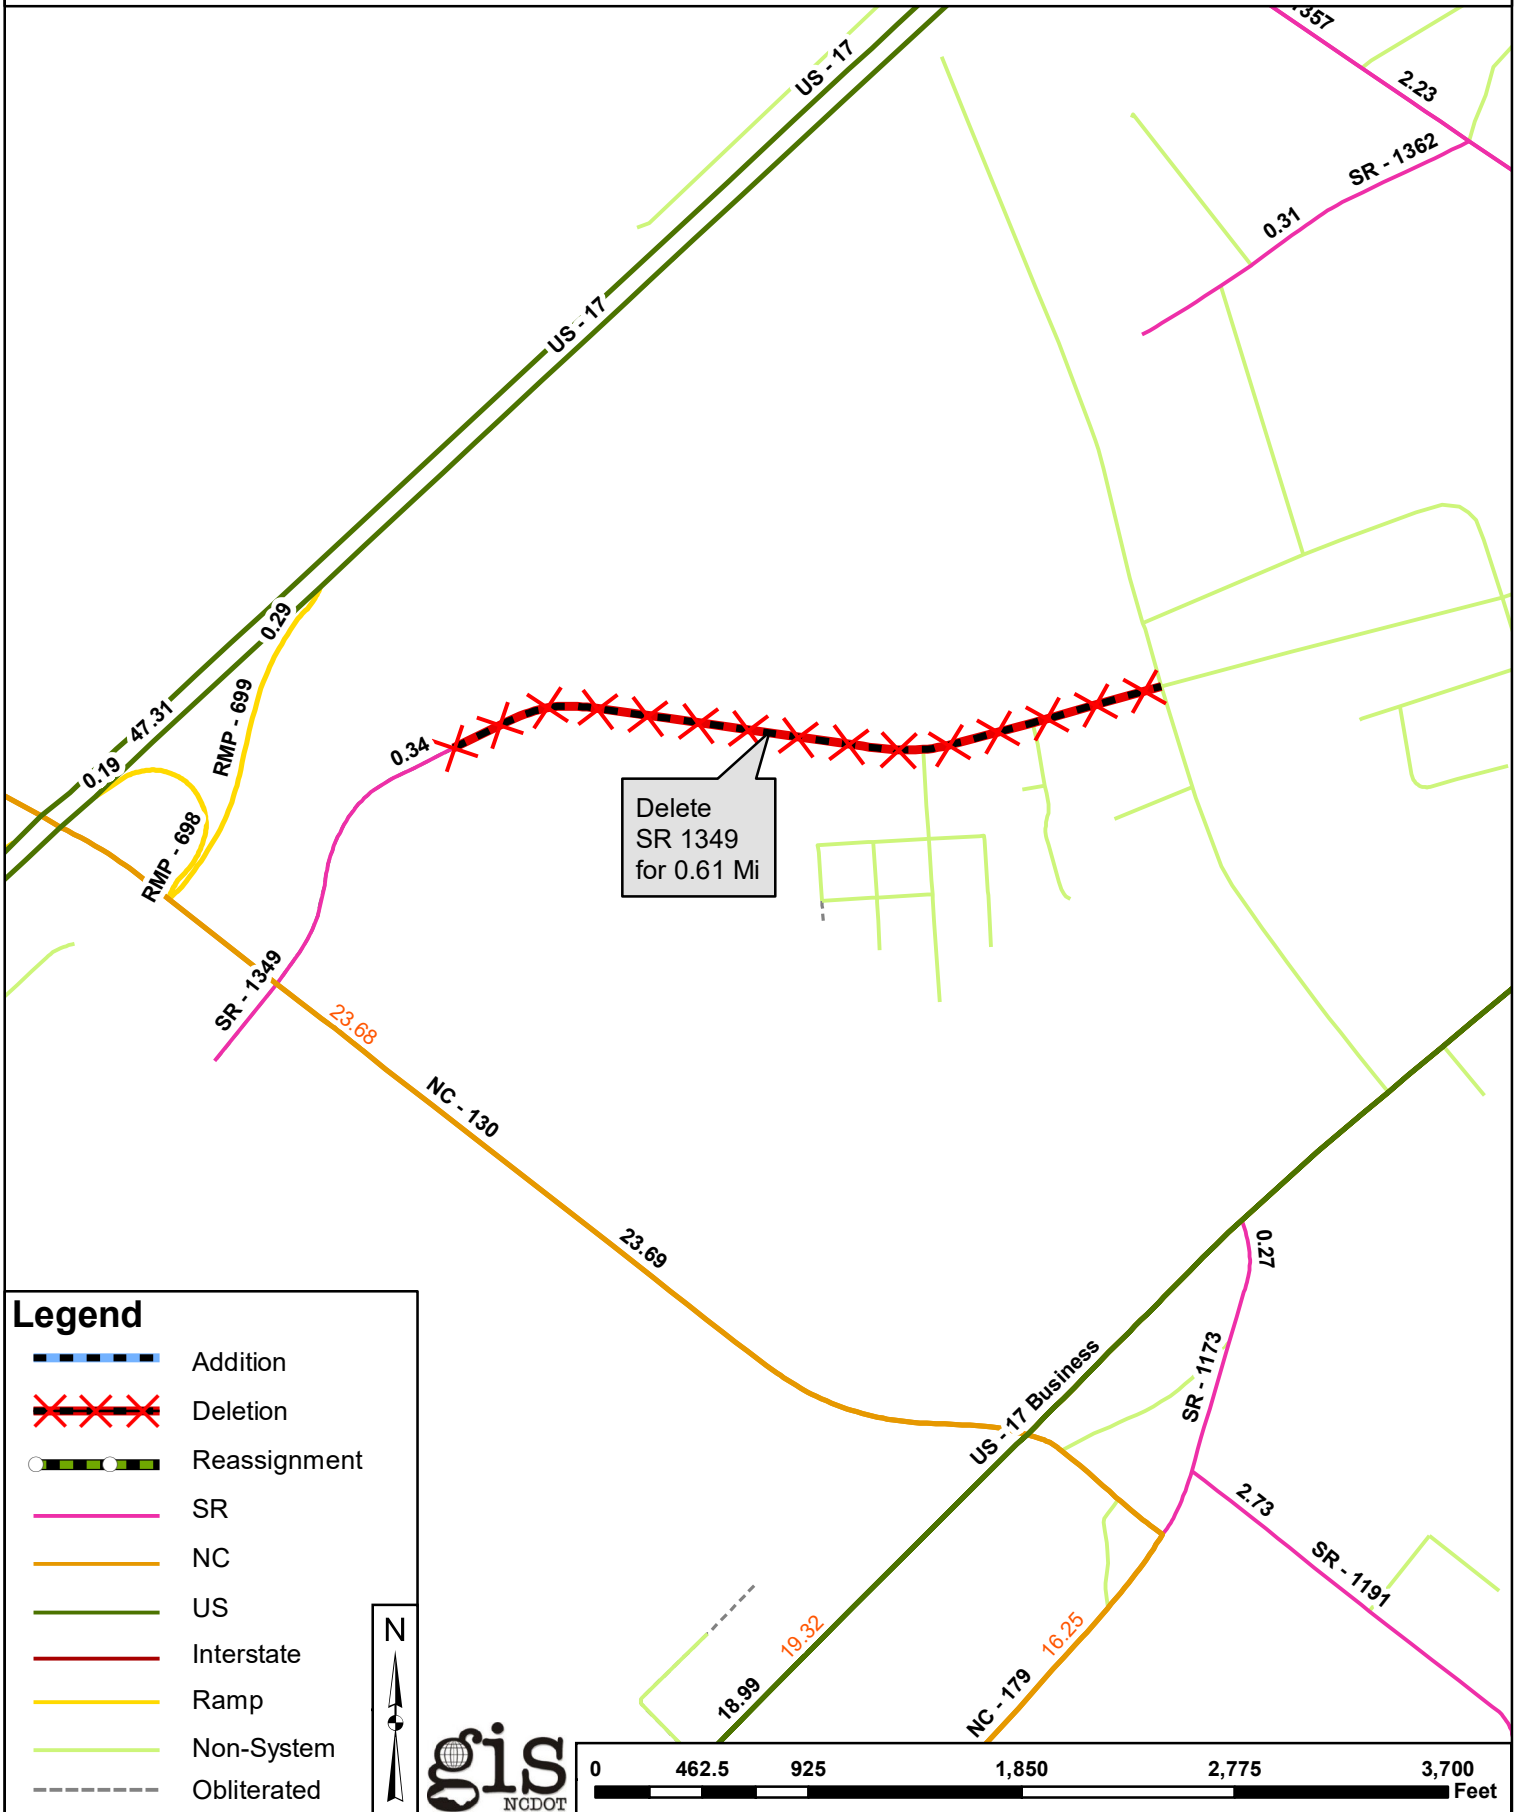 1357
US - 17
2.23
SR - 1362
0.31
US - 17
0.29
RMP - 699
47.31
0.19
0.34
RMP - 698
Delete
SR 1349
for 0.61 Mi
SR - 1349
23.68
NC - 130
23.69
0.27
SR - 1173
US - 17 Business
2.73
SR - 1191
19.32
16.25
18.99
NC - 179
Legend
Addition
Deletion
Reassignment
SR
NC
US
Interstate
Ramp
Non-System
Obliterated
N
gis
NCDOT
0 462.5 925 1,850 2,775 3,700
Feet